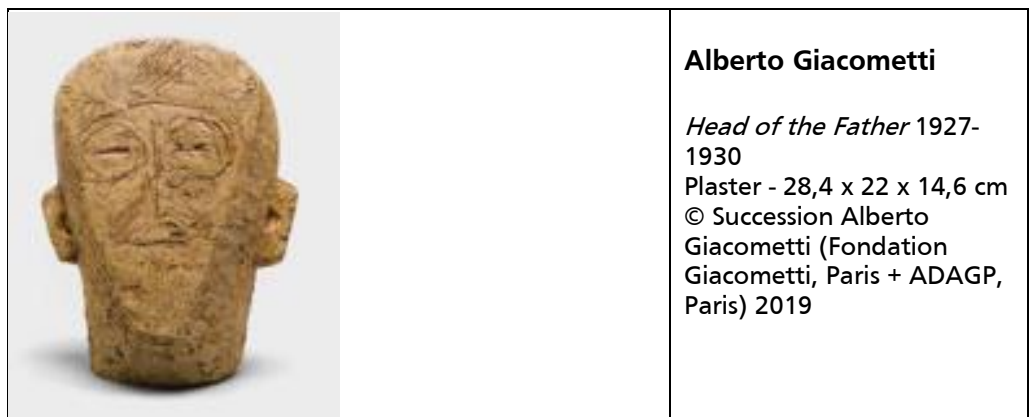 Alberto Giacometti
Head of the Father 1927-
1930
Plaster - 28,4 x 22 x 14,6 cm
© Succession Alberto
Giacometti (Fondation
Giacometti, Paris + ADAGP,
Paris) 2019